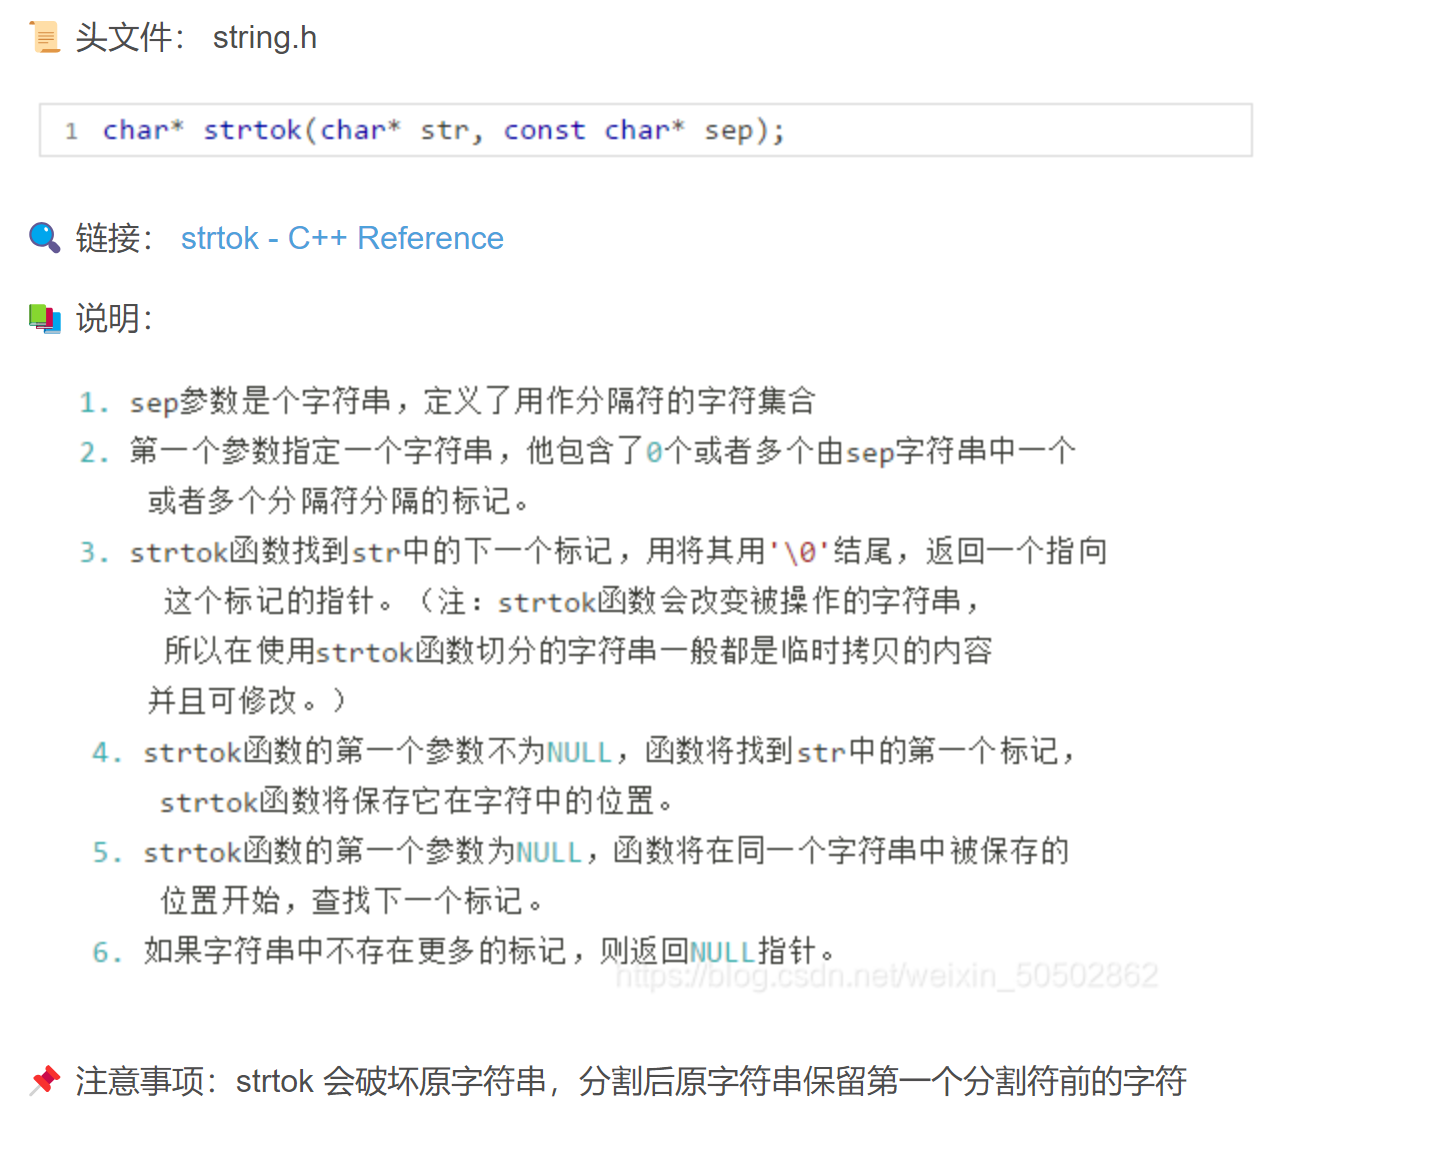 头文件： string.h
1 char* strtok(char* str, const char* sep);
链接： strtok - C++ Reference
说明：
1. sep参数是个字符串，定义了用作分隔符的字符集合
2. 第一个参数指定一个字符串，他包含了0个或者多个由sep字符串中一个
或者多个分隔符分隔的标记。
3. strtok函数找到str中的下一个标记，用将其用'\0'结尾，返回一个指向
这个标记的指针。（注：strtok函数会改变被操作的字符串，
所以在使用strtok函数切分的字符串一般都是临时拷贝的内容
并且可修改。）
4. strtok函数的第一个参数不为NULL，函数将找到str中的第一个标记，
strtok函数将保存它在字符中的位置。
5. strtok函数的第一个参数为NULL，函数将在同一个字符串中被保存的
位置开始，查找下一个标记。
6. 如果字符串中不存在更多的标记，则返回NULL指针。
https://blog.csdn.net/weixin_50502862
注意事项：strtok 会破坏原字符串，分割后原字符串保留第一个分割符前的字符